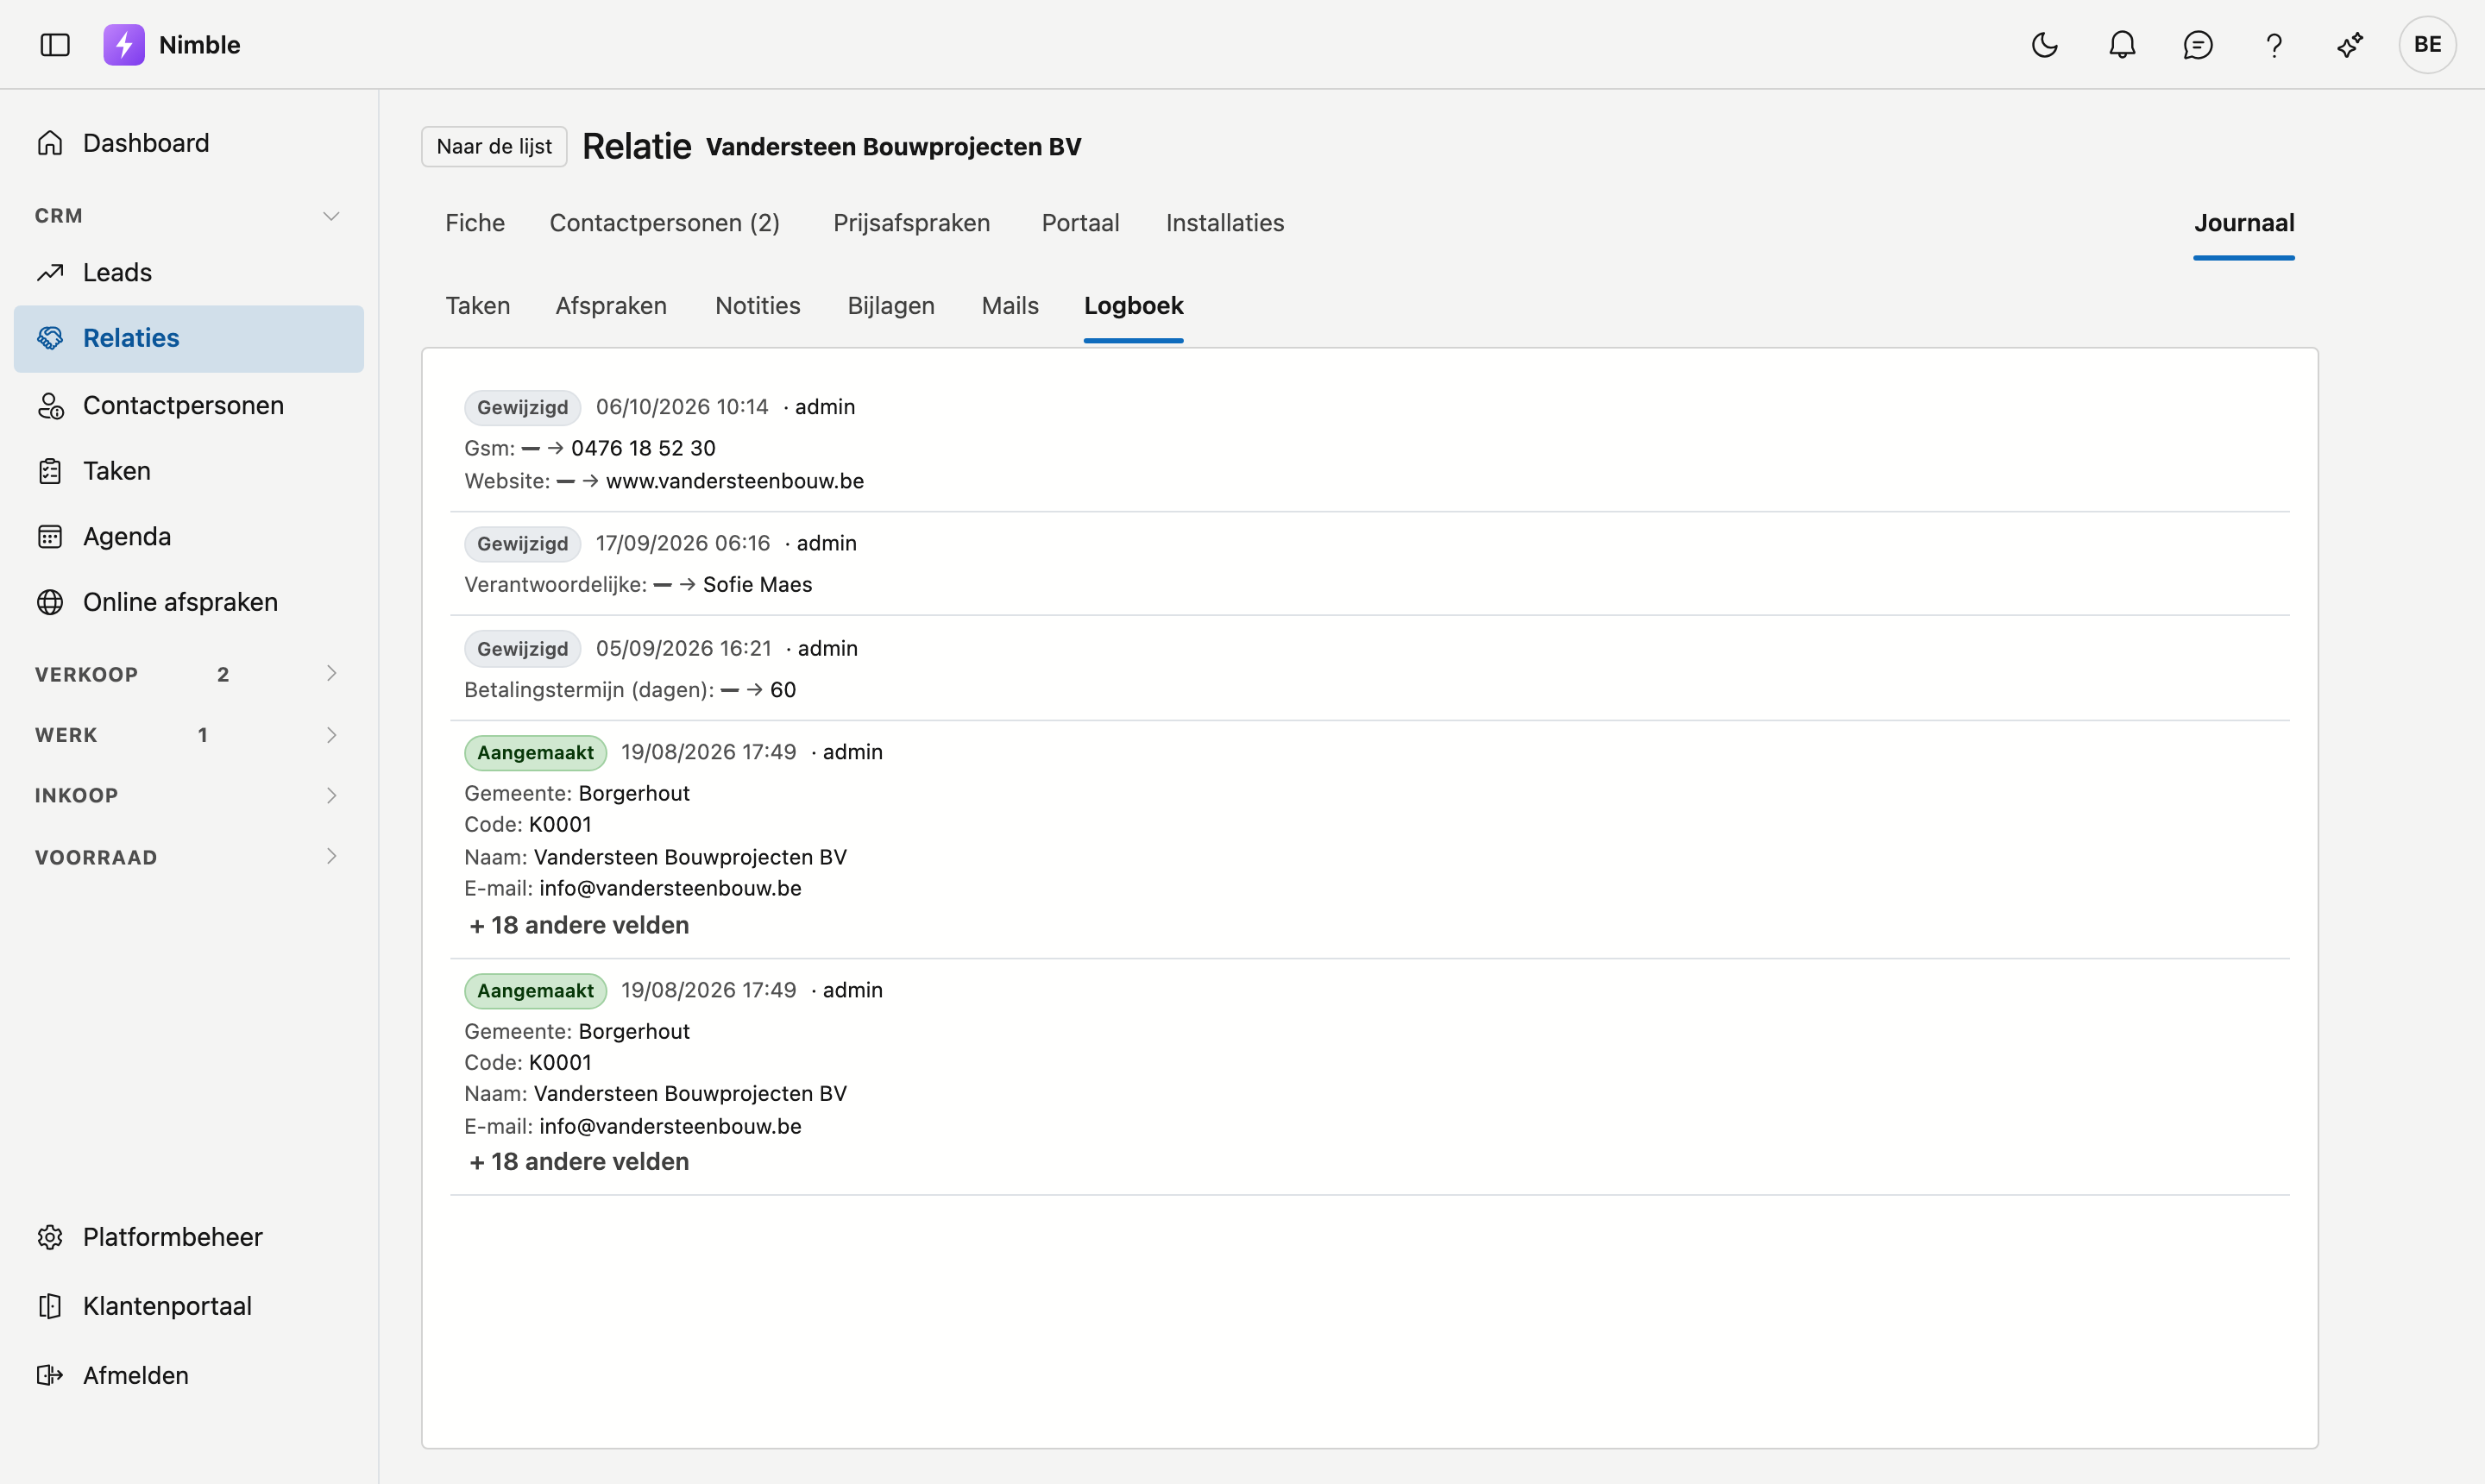 Nimble
BE
Dashboard
CRM
Leads
Relaties
Contactpersonen
Taken
Agenda
Online afspraken
VERKOOP 2
WERK 1
INKOOP
VOORRAAD
Platformbeheer
Klantenportaal
Afmelden
Naar de lijst Relatie Vandersteen Bouwprojecten BV
Fiche Contactpersonen (2) Prijsafspraken Portaal Installaties Journaal
Taken Afspraken Notities Bijlagen Mails Logboek
Gewijzigd 06/10/2026 10:14 · admin
Gsm: — → 0476 18 52 30
Website: — → www.vandersteenbouw.be
Gewijzigd 17/09/2026 06:16 · admin
Verantwoordelijke: — → Sofie Maes
Gewijzigd 05/09/2026 16:21 · admin
Betalingstermijn (dagen): — → 60
Aangemaakt 19/08/2026 17:49 · admin
Gemeente: Borgerhout
Code: K0001
Naam: Vandersteen Bouwprojecten BV
E-mail: info@vandersteenbouw.be
+ 18 andere velden
Aangemaakt 19/08/2026 17:49 · admin
Gemeente: Borgerhout
Code: K0001
Naam: Vandersteen Bouwprojecten BV
E-mail: info@vandersteenbouw.be
+ 18 andere velden